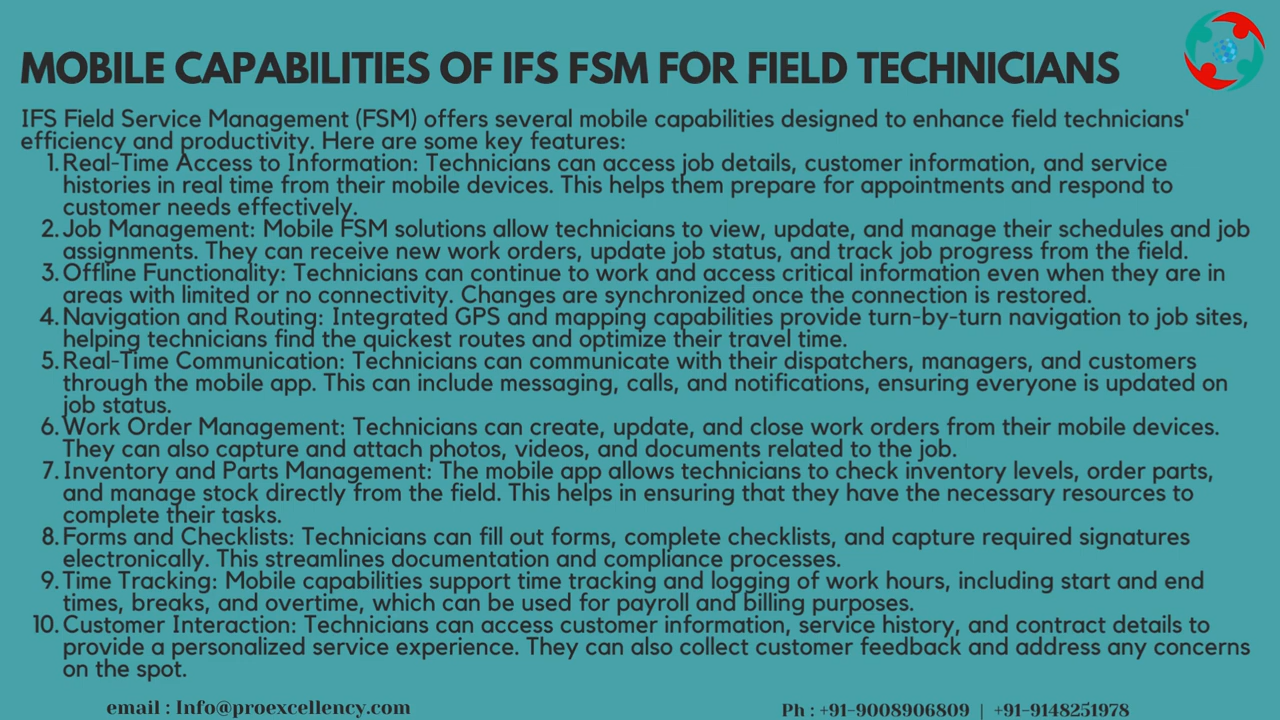 MOBILE CAPABILITIES OF IFS FSM FOR FIELD TECHNICIANS
IFS Field Service Management (FSM) offers several mobile capabilities designed to enhance field technicians'
efficiency and productivity. Here are some key features:
1. Real-Time Access to Information: Technicians can access job details, customer information, and service
histories in real time from their mobile devices. This helps them prepare for appointments and respond to
customer needs effectively.
2. Job Management: Mobile FSM solutions allow technicians to view, update, and manage their schedules and job
assignments. They can receive new work orders, update job status, and track job progress from the field.
3. Offline Functionality: Technicians can continue to work and access critical information even when they are in
areas with limited or no connectivity. Changes are synchronized once the connection is restored.
4. Navigation and Routing: Integrated GPS and mapping capabilities provide turn-by-turn navigation to job sites,
helping technicians find the quickest routes and optimize their travel time.
5. Real-Time Communication: Technicians can communicate with their dispatchers, managers, and customers
through the mobile app. This can include messaging, calls, and notifications, ensuring everyone is updated on
job status.
6. Work Order Management: Technicians can create, update, and close work orders from their mobile devices.
They can also capture and attach photos, videos, and documents related to the job.
7. Inventory and Parts Management: The mobile app allows technicians to check inventory levels, order parts,
and manage stock directly from the field. This helps in ensuring that they have the necessary resources to
complete their tasks.
8. Forms and Checklists: Technicians can fill out forms, complete checklists, and capture required signatures
electronically. This streamlines documentation and compliance processes.
9. Time Tracking: Mobile capabilities support time tracking and logging of work hours, including start and end
times, breaks, and overtime, which can be used for payroll and billing purposes.
10. Customer Interaction: Technicians can access customer information, service history, and contract details to
provide a personalized service experience. They can also collect customer feedback and address any concerns
on the spot.
email : Info@proexcellency.com
Ph : +91-9008906809 | +91-9148251978